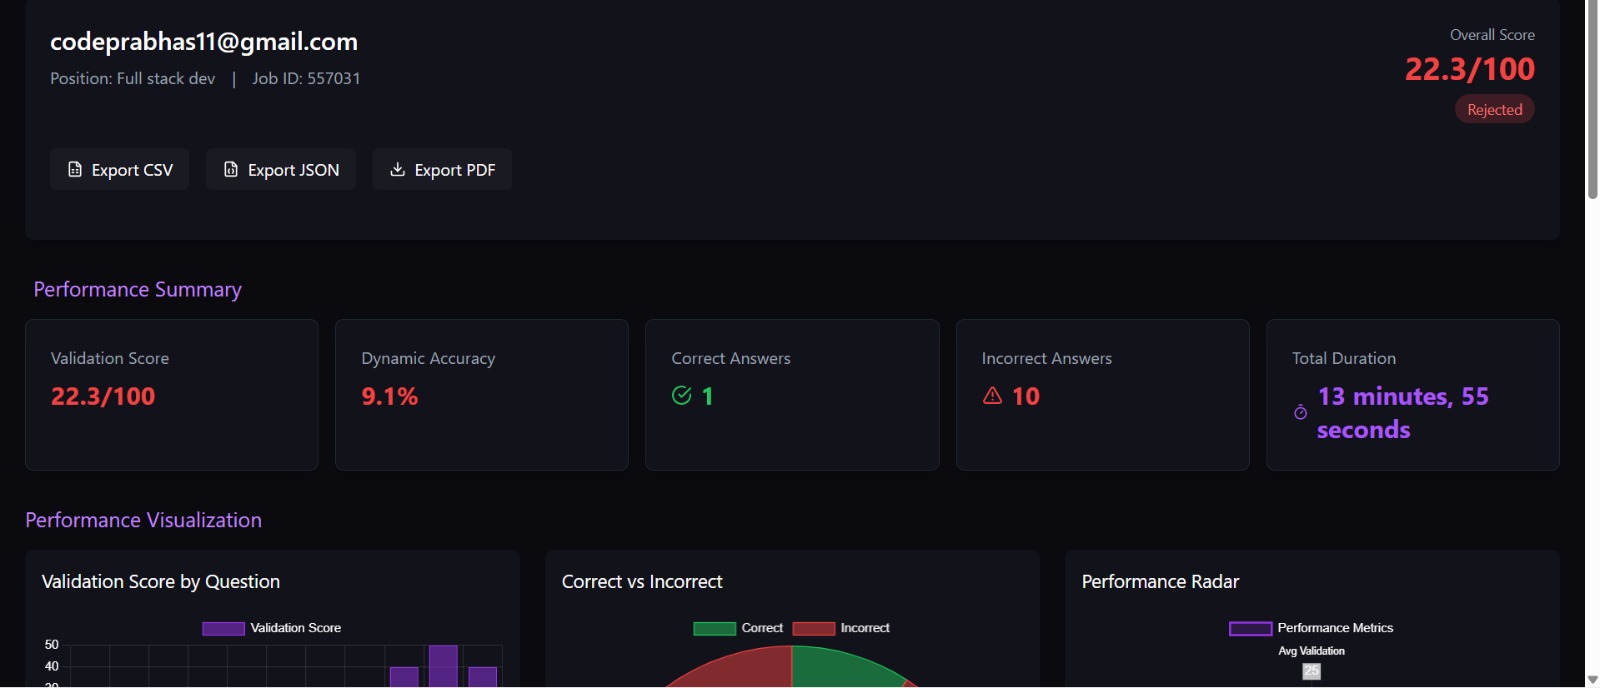 codeprabhas11@gmail.com
Position: Full stack dev | Job ID: 557031
Overall Score
22.3/100
Rejected
Export CSV
Export JSON
Export PDF
Performance Summary
Validation Score
22.3/100
Dynamic Accuracy
9.1%
Correct Answers
1
Incorrect Answers
10
Total Duration
13 minutes, 55
seconds
Performance Visualization
Validation Score by Question
Validation Score
50
40
Correct vs Incorrect
Correct
Incorrect
Performance Radar
Performance Metrics
Avg Validation
25